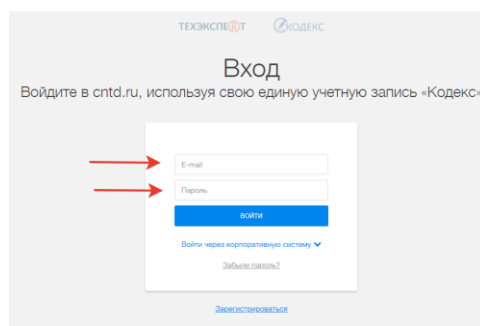 ТЕХЭКСПЕРТ КОДЕКС
Вход
Войдите в cntd.ru, используя свою единую учетную запись «Кодекс»
E-mail
Пароль
ВОЙТИ
Войти через корпоративную систему
Забыли пароль?
Зарегистрироваться